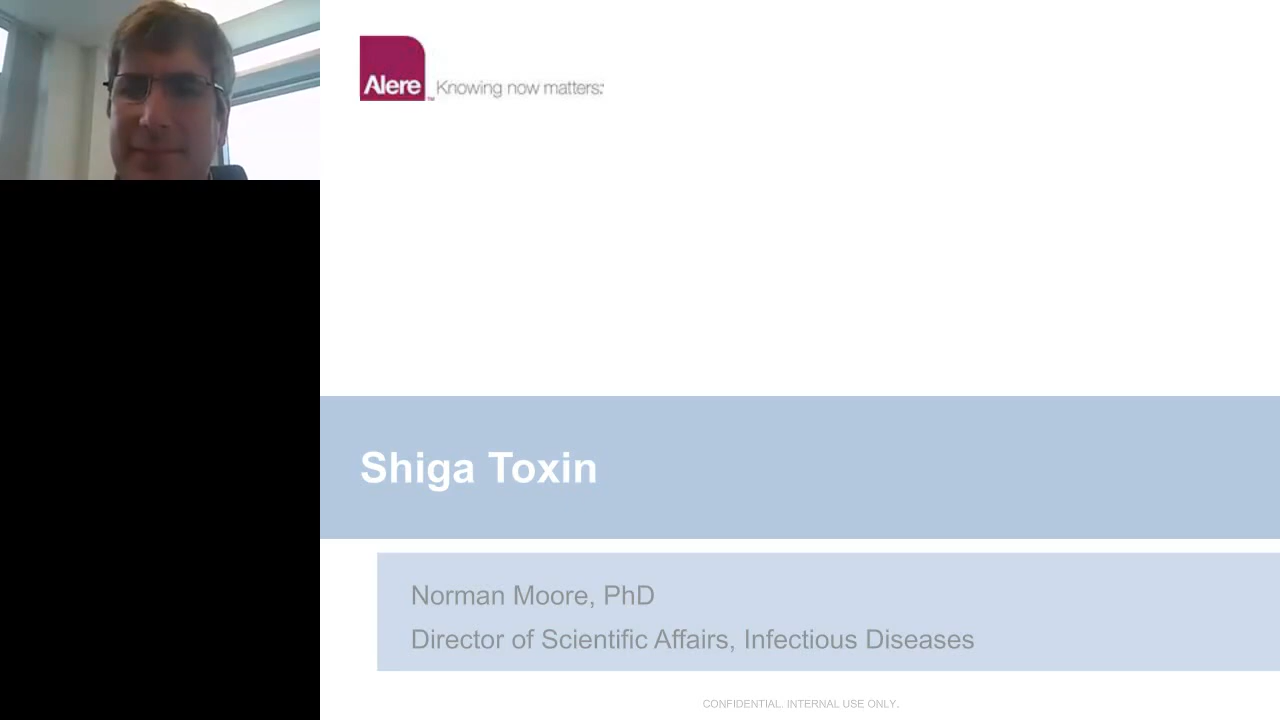 Alere
Knowing now matters.
Shiga Toxin
Norman Moore, PhD
Director of Scientific Affairs, Infectious Diseases
CONFIDENTIAL. INTERNAL USE ONLY.